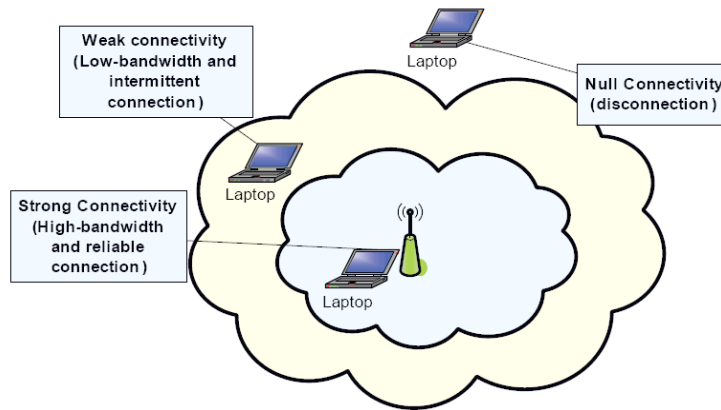 Weak connectivity
(Low-bandwidth and
intermittent
connection )
Laptop
Null Connectivity
(disconnection )
Laptop
Strong Connectivity
(High-bandwidth
and reliable
connection )
Laptop